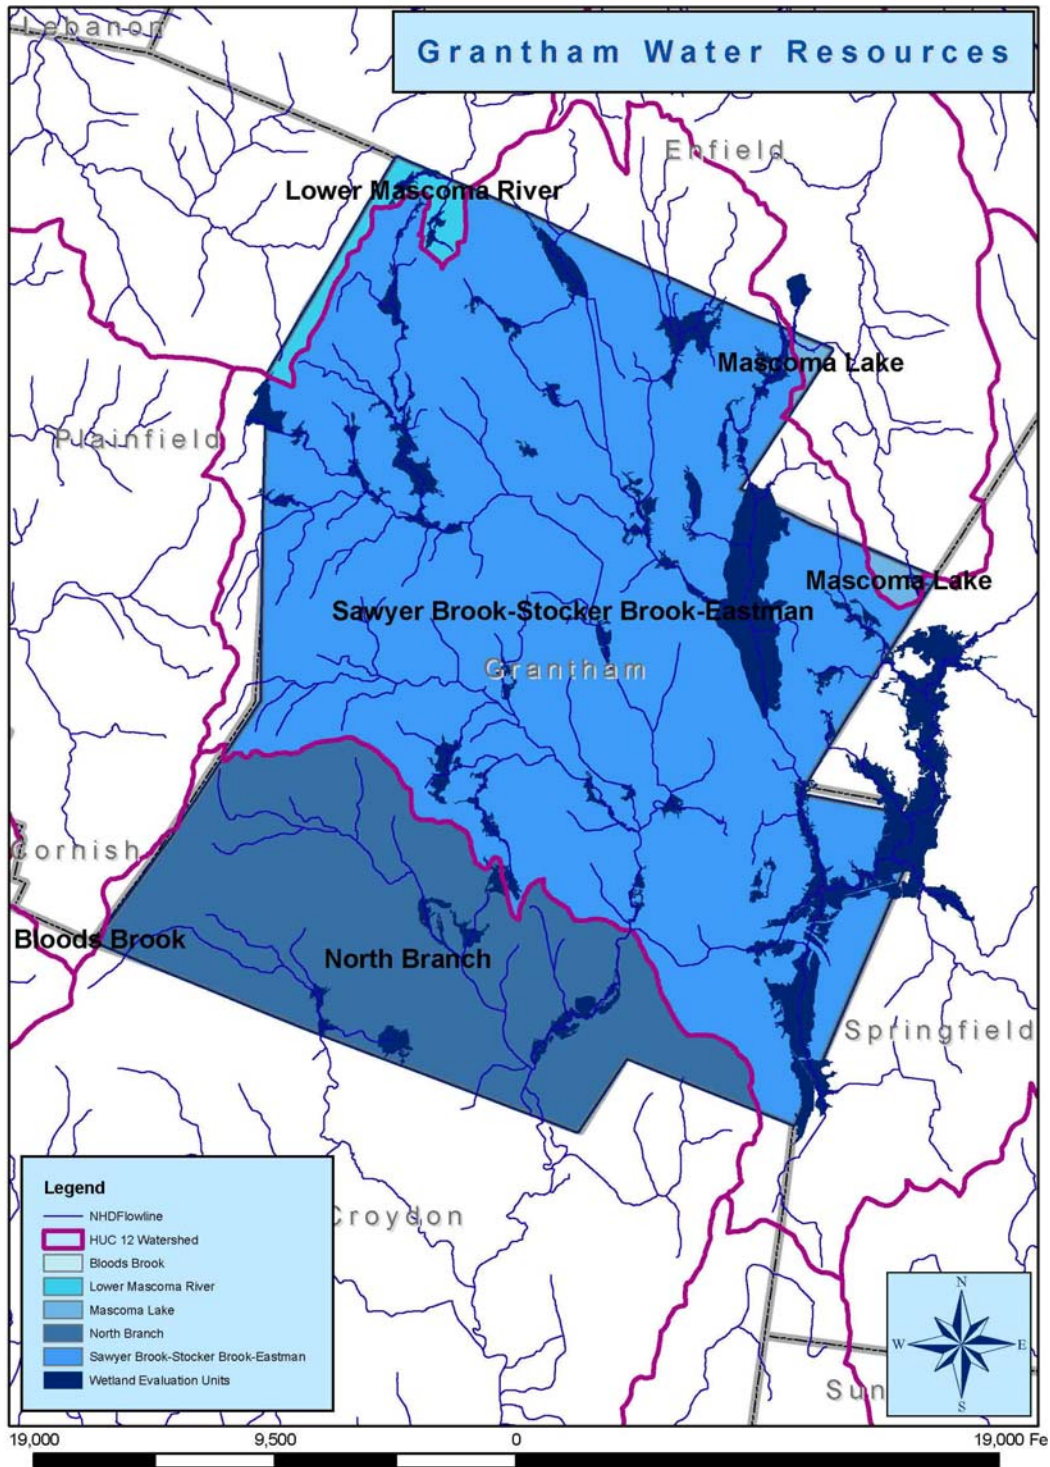 Lebanon
Grantham Water Resources
Enfield
Lower Mascoma River
Mascoma Lake
Plainfield
Mascoma Lake
Sawyer Brook-Stocker Brook-Eastman
Grantham
Cornish
Bloods Brook
North Branch
Springfield
Legend
NHDFlowline
HUC 12 Watershed
Bloods Brook
Lower Mascoma River
Mascoma Lake
North Branch
Sawyer Brook-Stocker Brook-Eastman
Wetland Evaluation Units
Croydon
N
W E
S
Sun
19,000 9,500 0 19,000 Fe